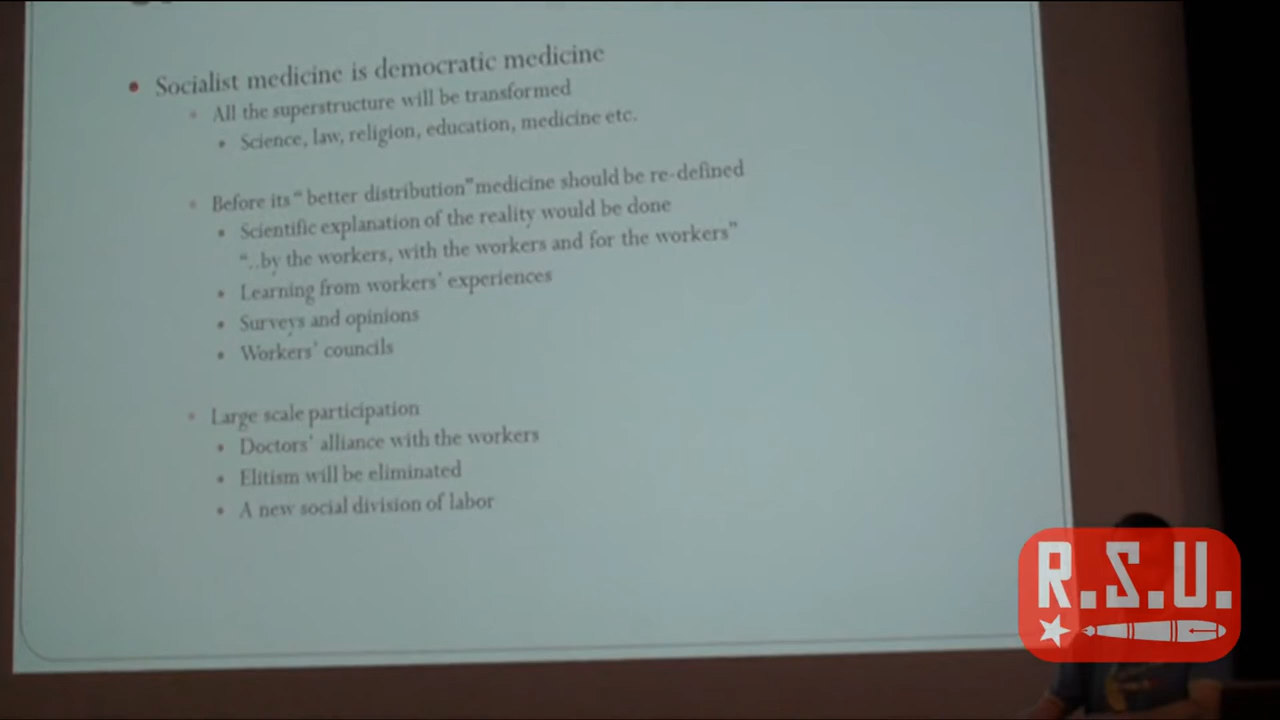 • Socialist medicine is democratic medicine
• All the superstructure will be transformed
• Science, law, religion, education, medicine etc.
• Before its “ better distribution” medicine should be re-defined
• Scientific explanation of the reality would be done
“..by the workers, with the workers and for the workers”
• Learning from workers’ experiences
• Surveys and opinions
• Workers’ councils
• Large scale participation
• Doctors’ alliance with the workers
• Elitism will be eliminated
• A new social division of labor
R.S.U.